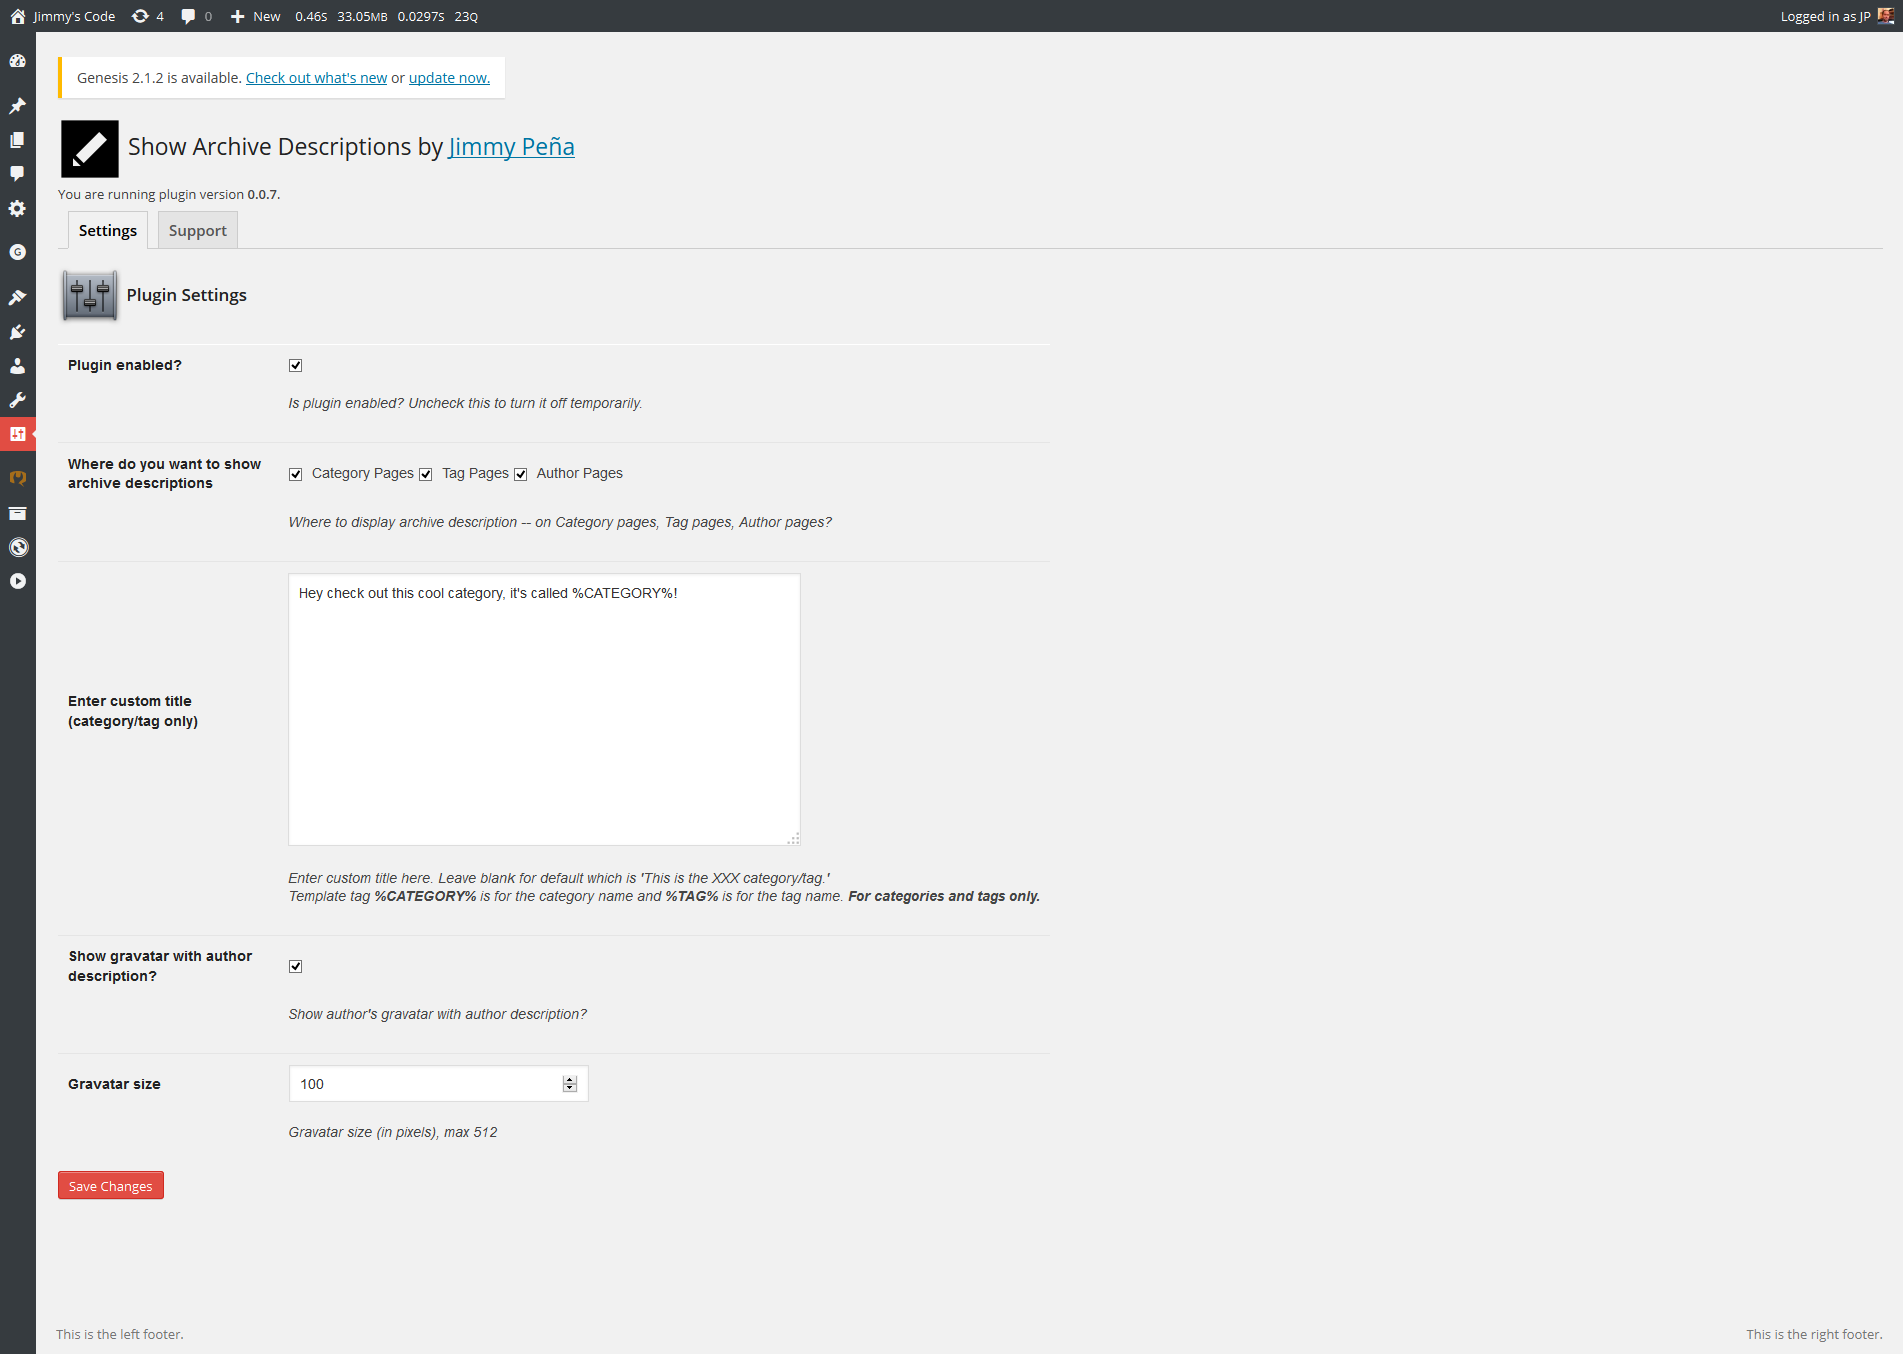 Jimmy's Code 4 0 New 0.46S 33.05MB 0.0297S 23Q Logged in as JP
Genesis 2.1.2 is available. Check out what's new or update now.
Show Archive Descriptions by Jimmy Peña
You are running plugin version 0.0.7.
Settings Support
G
Plugin Settings
Plugin enabled?
Is plugin enabled? Uncheck this to turn it off temporarily.
Where do you want to show
archive descriptions
Category Pages Tag Pages Author Pages
Where to display archive description -- on Category pages, Tag pages, Author pages?
Hey check out this cool category, it's called %CATEGORY%!
Enter custom title
(category/tag only)
Enter custom title here. Leave blank for default which is 'This is the XXX category/tag.'
Template tag %CATEGORY% is for the category name and %TAG% is for the tag name. For categories and tags only.
Show gravatar with author
description?
Show author's gravatar with author description?
Gravatar size
100
Gravatar size (in pixels), max 512
Save Changes
This is the left footer. This is the right footer.